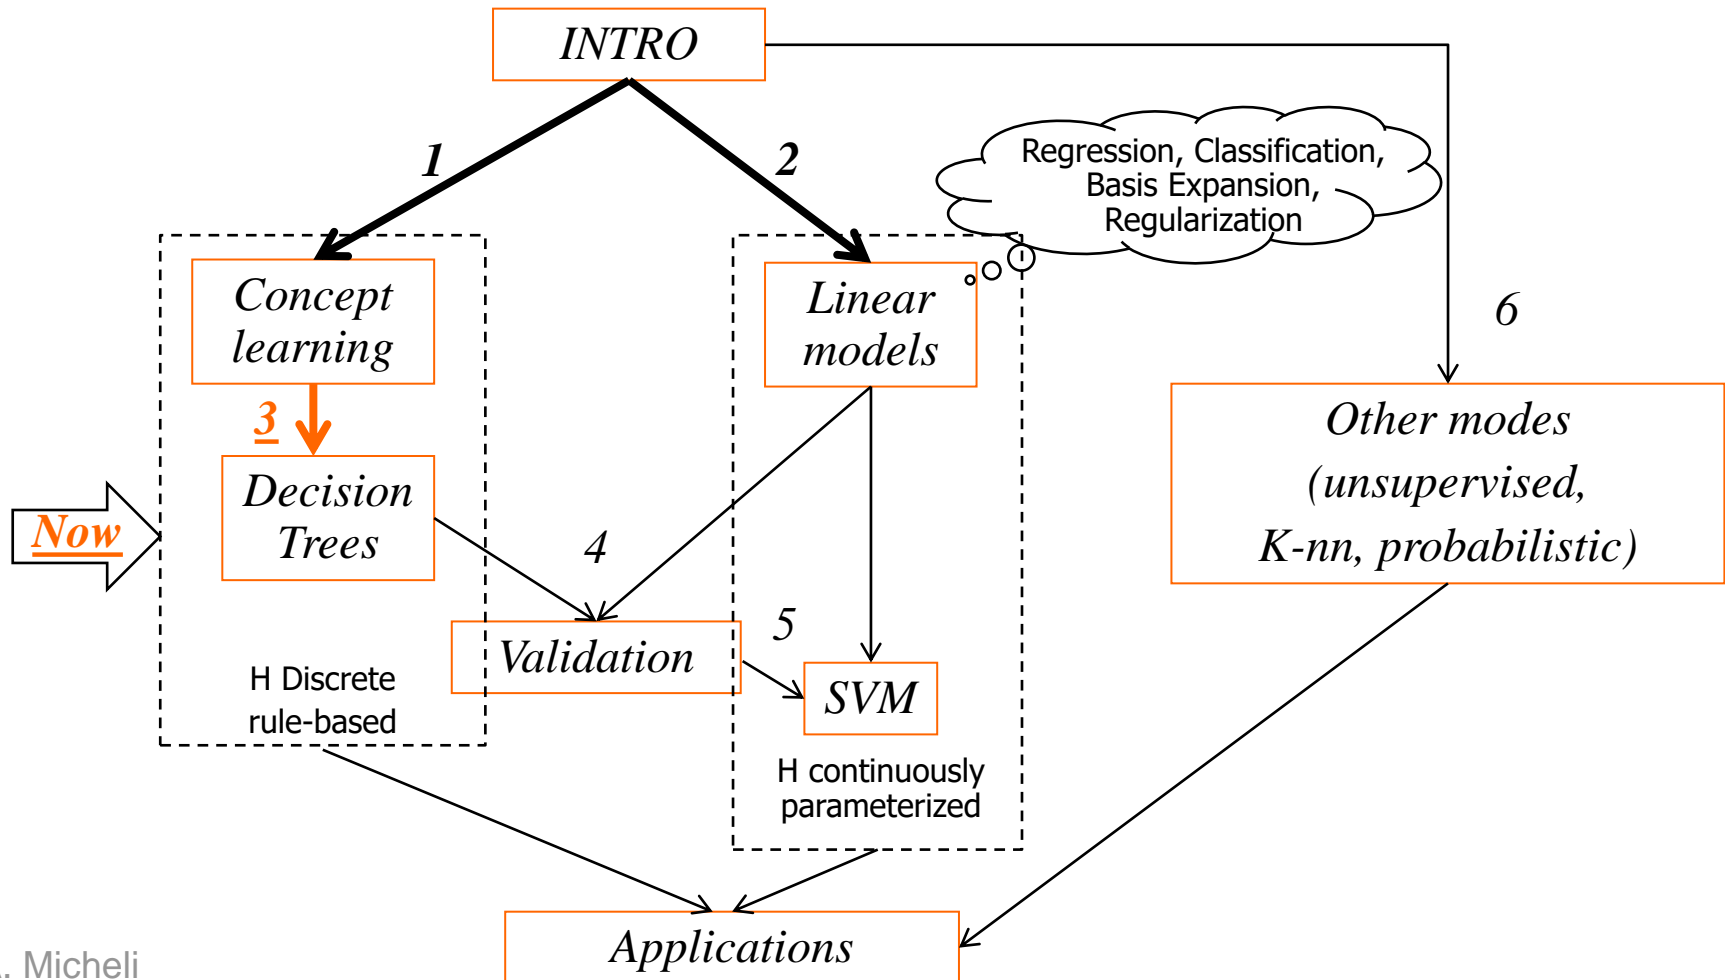 INTRO
1
2
Regression, Classification,
Basis Expansion,
Regularization
Concept
learning
Linear
models
6
3
Other modes
(unsupervised,
K-nn, probabilistic)
Decision
Trees
Now
4
5
Validation
SVM
H Discrete
rule-based
H continuously
parameterized
Applications
. Micheli